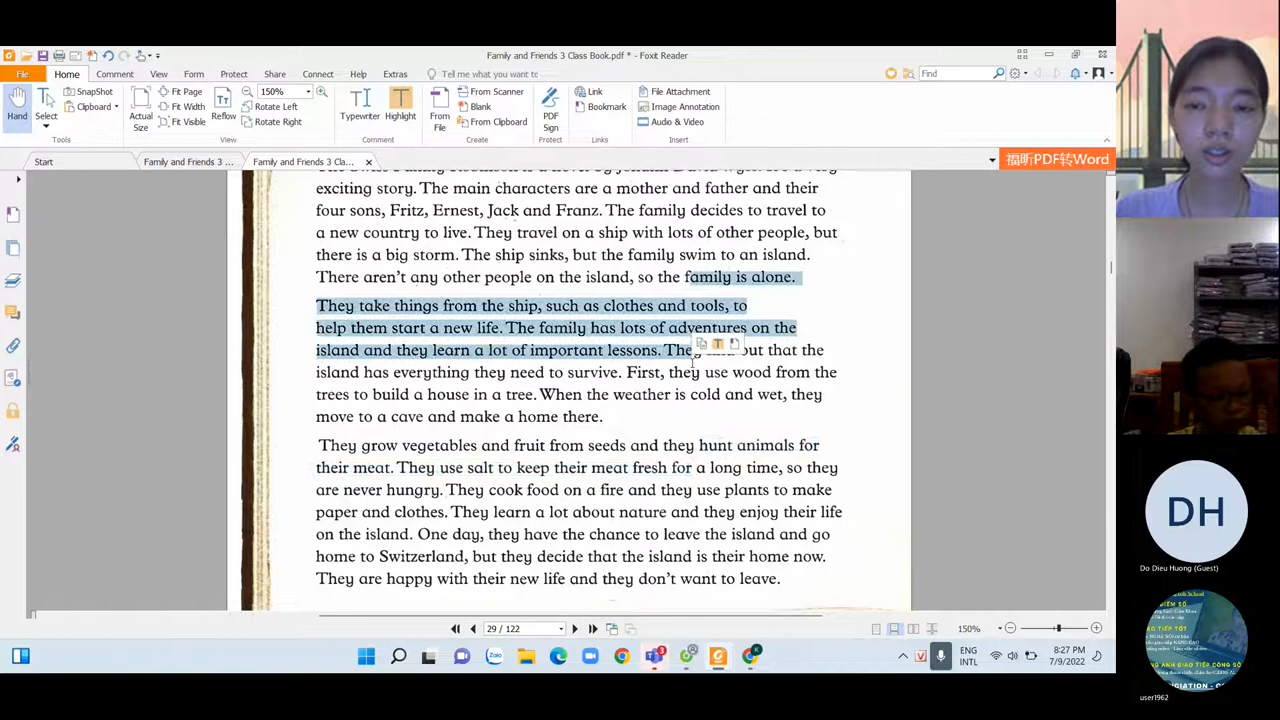 Family and Friends 3 Class Book.pdf * - Foxit Reader
File Home Comment View Form Protect Share Connect Help Extras Tell me what you want to Find
SnapShot Clipboard Fit Page Fit Width Fit Visible 150% Rotate Left Rotate Right From Scanner Blank From Clipboard Link Bookmark File Attachment Image Annotation Audio & Video
Hand Select Actual Size Reflow Typewriter Highlight From File PDF Sign
Tools View Comment Create Protect Links Insert
Start Family and Friends 3 ... Family and Friends 3 Cla... 福昕PDF转Word
exciting story. The main characters are a mother and father and their
four sons, Fritz, Ernest, Jack and Franz. The family decides to travel to
a new country to live. They travel on a ship with lots of other people, but
there is a big storm. The ship sinks, but the family swim to an island.
There aren't any other people on the island, so the family is alone.
They take things from the ship, such as clothes and tools, to
help them start a new life. The family has lots of adventures on the
island and they learn a lot of important lessons. They out that the
island has everything they need to survive. First, they use wood from the
trees to build a house in a tree. When the weather is cold and wet, they
move to a cave and make a home there.
They grow vegetables and fruit from seeds and they hunt animals for
their meat. They use salt to keep their meat fresh for a long time, so they
are never hungry. They cook food on a fire and they use plants to make
paper and clothes. They learn a lot about nature and they enjoy their life
on the island. One day, they have the chance to leave the island and go
home to Switzerland, but they decide that the island is their home now.
They are happy with their new life and they don't want to leave.
29 / 122 150%
ENG INTL 8:27 PM 7/9/2022
Zalo
DH
Do Dieu Huong (Guest)
user1962